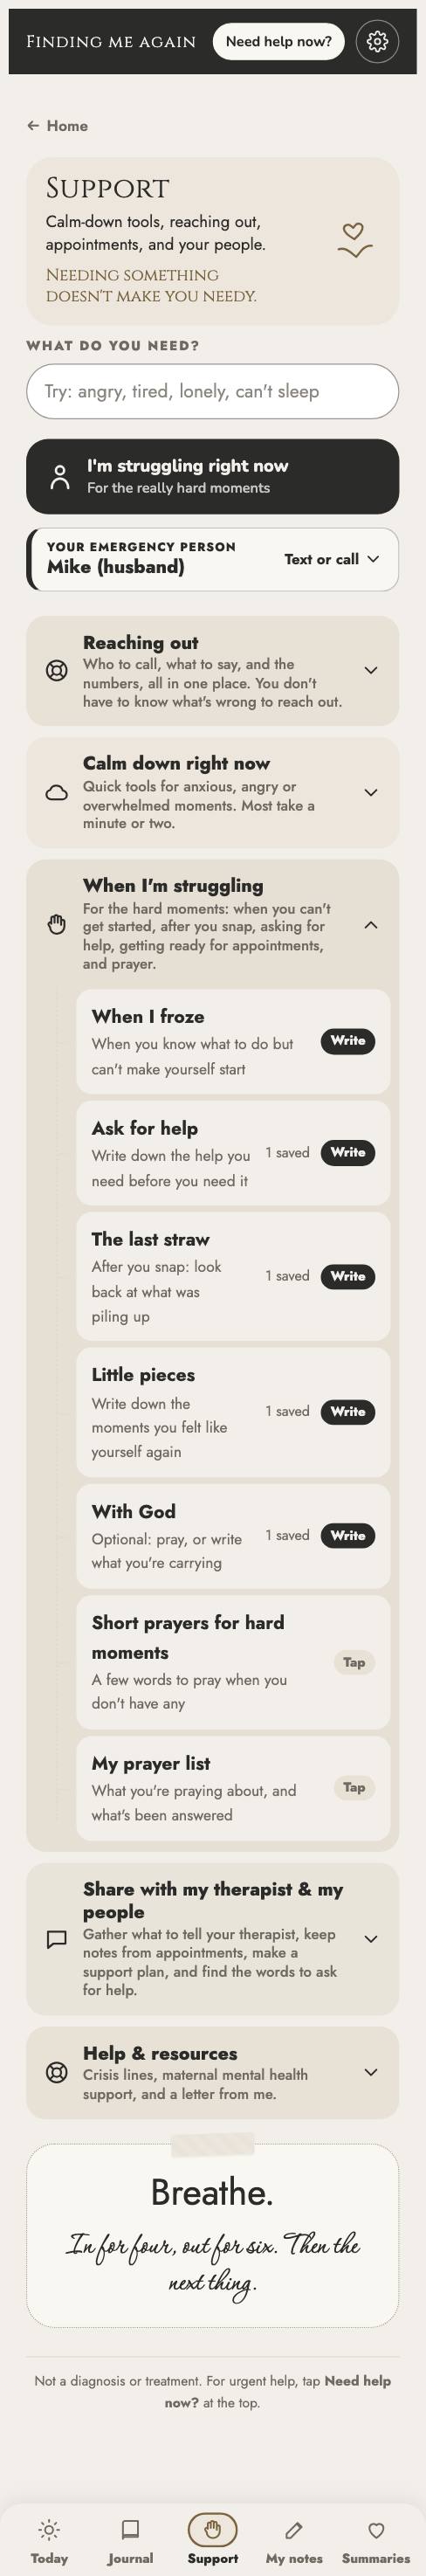 Finding me again
Need help now?
← Home
Support
Calm-down tools, reaching out,
appointments, and your people.
Needing something
doesn't make you needy.
WHAT DO YOU NEED?
Try: angry, tired, lonely, can't sleep
I'm struggling right now
For the really hard moments
YOUR EMERGENCY PERSON
Mike (husband)
Text or call
Reaching out
Who to call, what to say, and the
numbers, all in one place. You don't
have to know what's wrong to reach out.
Calm down right now
Quick tools for anxious, angry or
overwhelmed moments. Most take a
minute or two.
When I'm struggling
For the hard moments: when you can't
get started, after you snap, asking for
help, getting ready for appointments,
and prayer.
When I froze
When you know what to do but
can't make yourself start
Write
Ask for help
Write down the help you
need before you need it
1 saved
Write
The last straw
After you snap: look
back at what was
piling up
1 saved
Write
Little pieces
Write down the
moments you felt like
yourself again
1 saved
Write
With God
Optional: pray, or write
what you're carrying
1 saved
Write
Short prayers for hard
moments
A few words to pray when you
don't have any
Tap
My prayer list
What you're praying about, and
what's been answered
Tap
Share with my therapist & my
people
Gather what to tell your therapist, keep
notes from appointments, make a
support plan, and find the words to ask
for help.
Help & resources
Crisis lines, maternal mental health
support, and a letter from me.
Breathe.
In for four, out for six. Then the
next thing.
Not a diagnosis or treatment. For urgent help, tap Need help
now? at the top.
Today
Journal
Support
My notes
Summaries